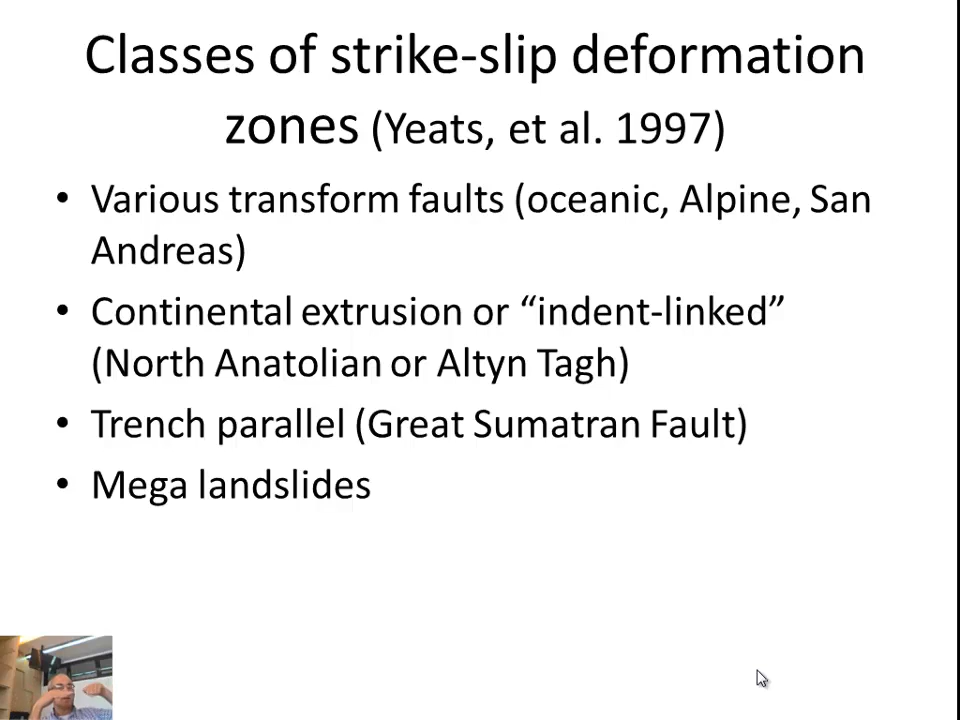 Classes of strike-slip deformation
zones (Yeats, et al. 1997)
• Various transform faults (oceanic, Alpine, San
Andreas)
• Continental extrusion or “indent-linked”
(North Anatolian or Altyn Tagh)
• Trench parallel (Great Sumatran Fault)
• Mega landslides